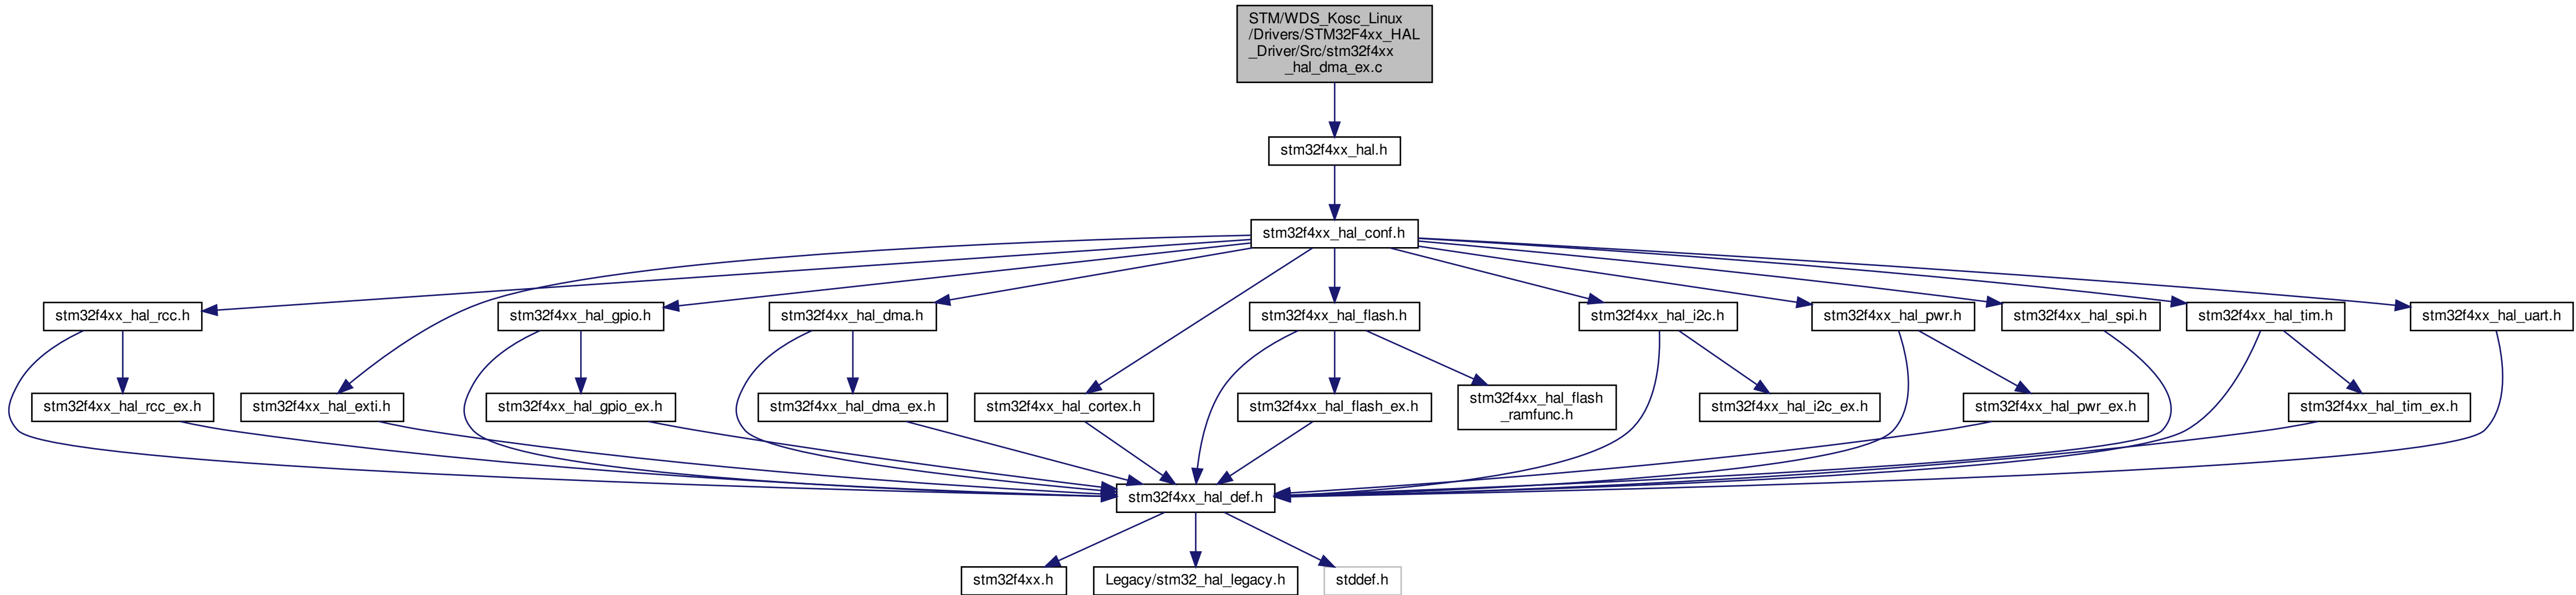 STM/WDS_Kosc_Linux
/Drivers/STM32F4xx_HAL
_Driver/Src/stm32f4xx
_hal_dma_ex.c
stm32f4xx_hal.h
stm32f4xx_hal_conf.h
stm32f4xx_hal_rcc.h
stm32f4xx_hal_gpio.h
stm32f4xx_hal_dma.h
stm32f4xx_hal_flash.h
stm32f4xx_hal_i2c.h
stm32f4xx_hal_pwr.h
stm32f4xx_hal_spi.h
stm32f4xx_hal_tim.h
stm32f4xx_hal_uart.h
stm32f4xx_hal_rcc_ex.h
stm32f4xx_hal_exti.h
stm32f4xx_hal_gpio_ex.h
stm32f4xx_hal_dma_ex.h
stm32f4xx_hal_cortex.h
stm32f4xx_hal_flash_ex.h
stm32f4xx_hal_flash
_ramfunc.h
stm32f4xx_hal_i2c_ex.h
stm32f4xx_hal_pwr_ex.h
stm32f4xx_hal_tim_ex.h
stm32f4xx_hal_def.h
stm32f4xx.h
Legacy/stm32_hal_legacy.h
stddef.h